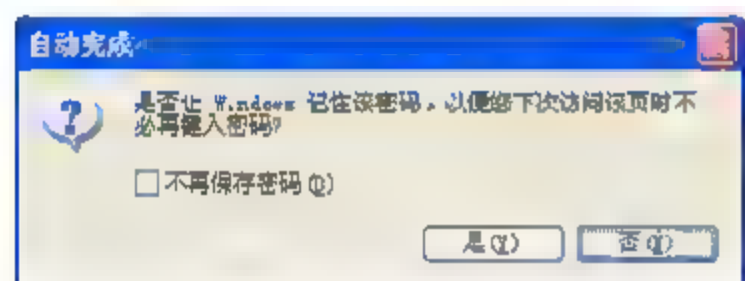 自动完成
是否让 Windows 记住该密码，以便您下次访问该页时不
必再键入密码?
不再保存密码(D)
是(Y)
否(N)